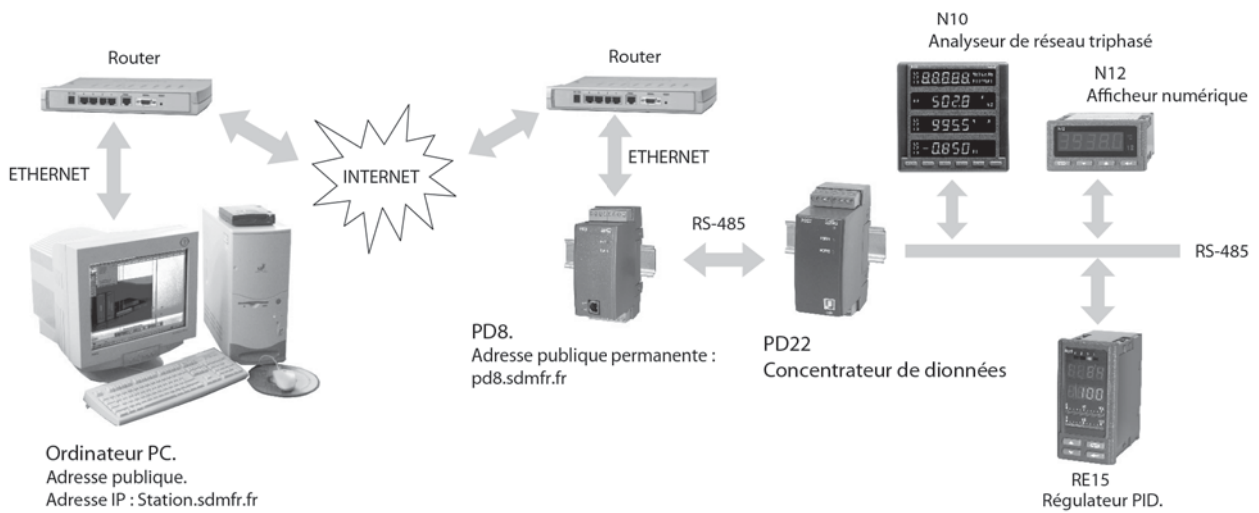 N10
Analyseur de réseau triphasé
Router
Router
N12
Afficheur numérique
ETHERNET
INTERNET
ETHERNET
RS-485
RS-485
PD8.
Adresse publique permanente :
pd8.sdmfr.fr
PD22
Concentrateur de dionnées
Ordinateur PC.
Adresse publique.
Adresse IP : Station.sdmfr.fr
RE15
Régulateur PID.